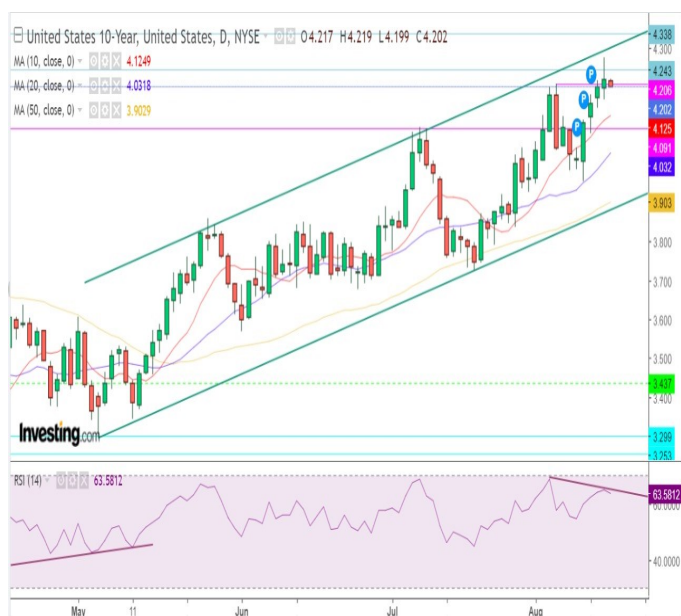 United States 10-Year, United States, D, NYSE O4.217 H4.219 L4.199 C4.202
MA (10, close, 0) 4.1249
MA (20, close, 0) 4.0318
MA (50, close, 0) 3.9029
4.338
4.300
4.243
4.206
4.202
4.125
4.091
4.032
3.903
3.800
3.700
3.600
3.500
3.437
3.400
3.299
3.253
P
P
P
Investing.com
RSI (14) 63.5812
63.5812
60.0000
40.0000
May 11 Jun Jul Aug